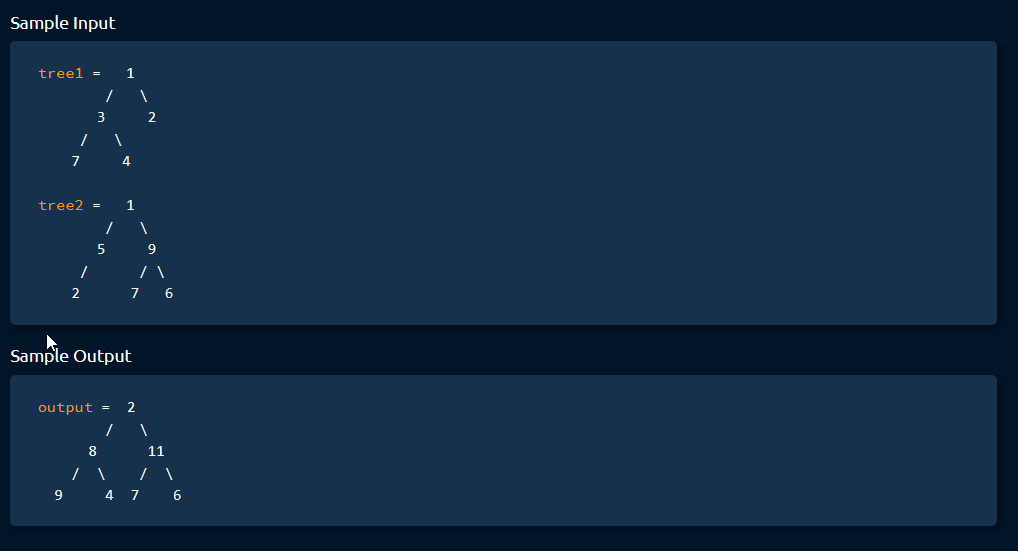 Sample Input
tree1 =   1
        /   \
       3     2
     /   \
    7     4
tree2 =   1
        /   \
       5     9
     /      / \
    2      7   6
Sample Output
output =  2
        /   \
      8      11
    /  \    /  \
  9     4  7    6